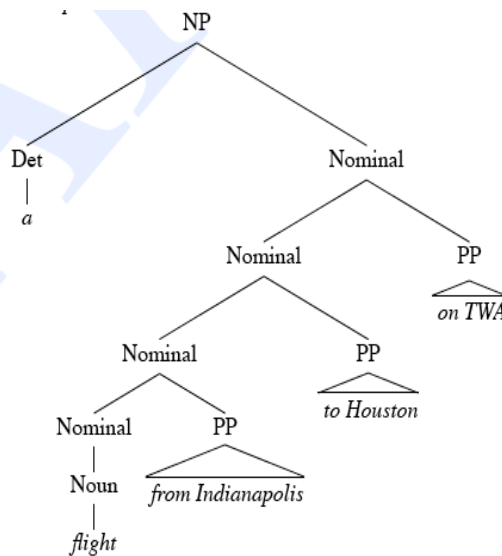 NP
Det Nominal
a
Nominal PP
on TWA
Nominal PP
to Houston
Nominal PP
Noun
from Indianapolis
flight